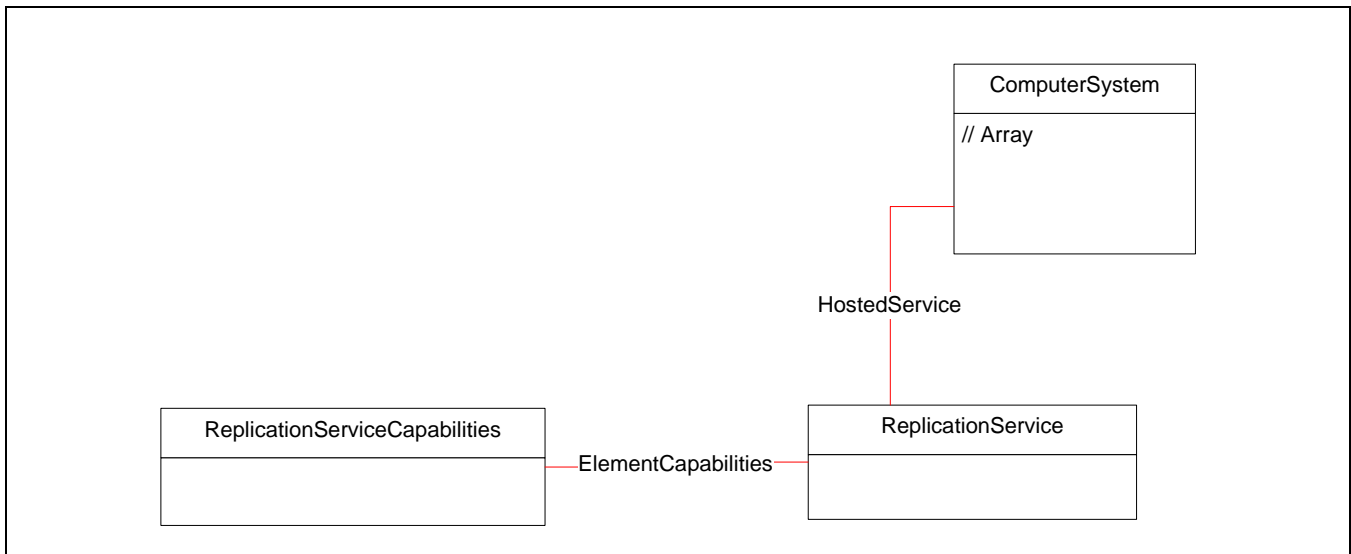 ComputerSystem
// Array
HostedService
ReplicationServiceCapabilities
ElementCapabilities
ReplicationService